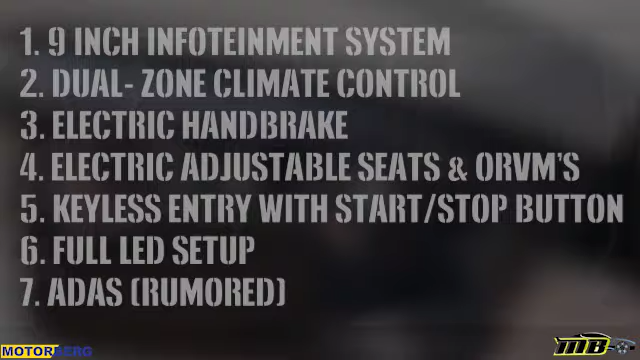 1. 9 INCH INFOTEINMENT SYSTEM
2. DUAL- ZONE CLIMATE CONTROL
3. ELECTRIC HANDBRAKE
4. ELECTRIC ADJUSTABLE SEATS & ORVM'S
5. KEYLESS ENTRY WITH START/STOP BUTTON
6. FULL LED SETUP
7. ADAS (RUMORED)
MOTORBERG
MB